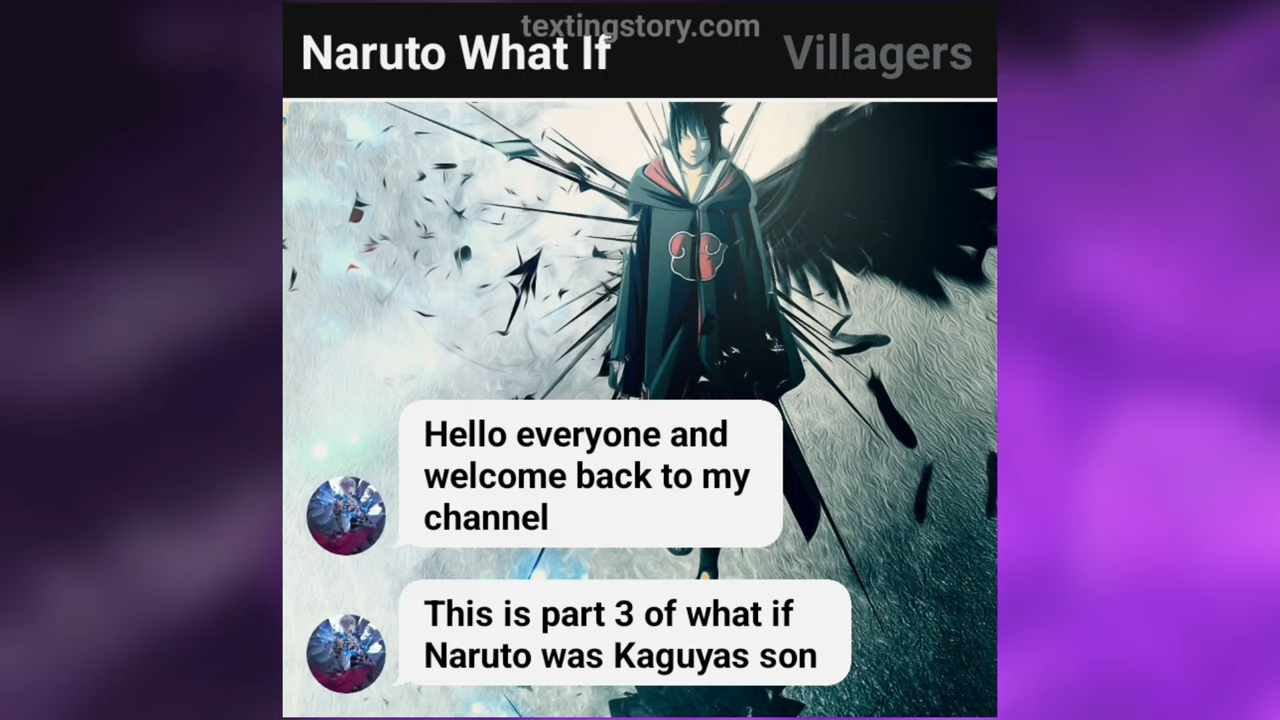 textingstory.com
Naruto What If
Villagers
Hello everyone and
welcome back to my
channel
This is part 3 of what if
Naruto was Kaguyas son